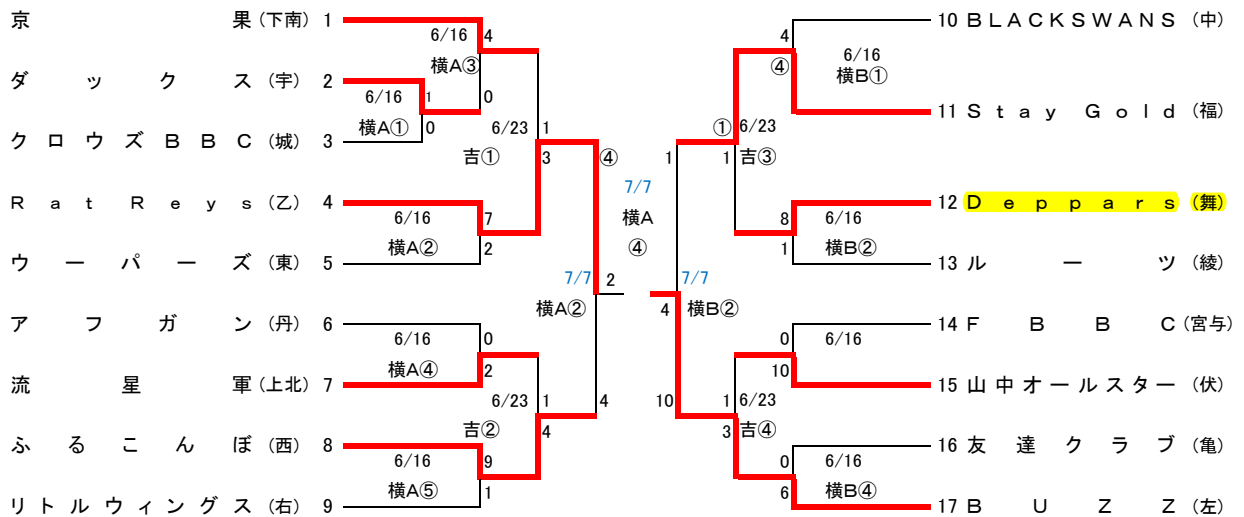 京果(下南) 1
ダックス(宇) 2
クロウズBBC(城) 3
Rat Reys(乙) 4
ウーパーズ(東) 5
アフガン(丹) 6
流星軍(上北) 7
ふるこんぼ(西) 8
リトルウィングス(右) 9
6/16
4
横A③
0
6/16
1
横A①
0
6/23
1
吉①
3
6/16
7
横A②
2
④
7/7
2
横A②
4
6/16
0
横A④
2
6/23
1
吉②
4
6/16
9
横A⑤
1
7/7
横A
④
4
7/7
横B②
1
10
4
6/16
④
横B①
①
6/23
1
吉③
8
6/16
1
横B②
0
6/16
10
1
6/23
3
吉④
0
6/16
6
横B④
10 BLACKSWANS(中)
11 Stay Gold(福)
12 Deppars(舞)
13 ルーツ(綾)
14 FBBC(宮与)
15 山中オールスター(伏)
16 友達クラブ(亀)
17 BUZZ(左)